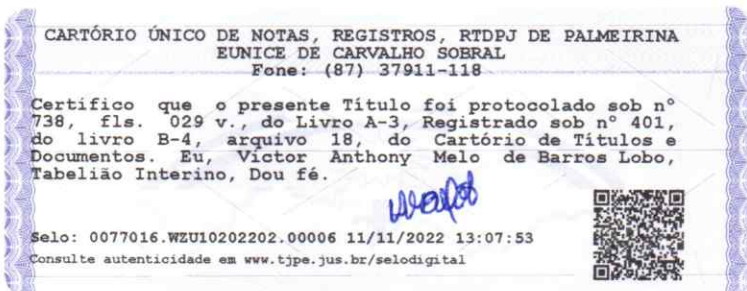 CARTÓRIO ÚNICO DE NOTAS, REGISTROS, RTDPJ DE PALMEIRINA
EUNICE DE CARVALHO SOBRAL
Fone: (87) 37911-118
Certifico que o presente Título foi protocolado sob nº
738, fls. 029 v., do Livro A-3, Registrado sob nº 401,
do livro B-4, arquivo 18, do Cartório de Títulos e
Documentos. Eu, Victor Anthony Melo de Barros Lobo,
Tabelião Interino, Dou fé.
Selo: 0077016.WZU10202202.00006 11/11/2022 13:07:53
Consulte autenticidade em www.tjpe.jus.br/selodigital